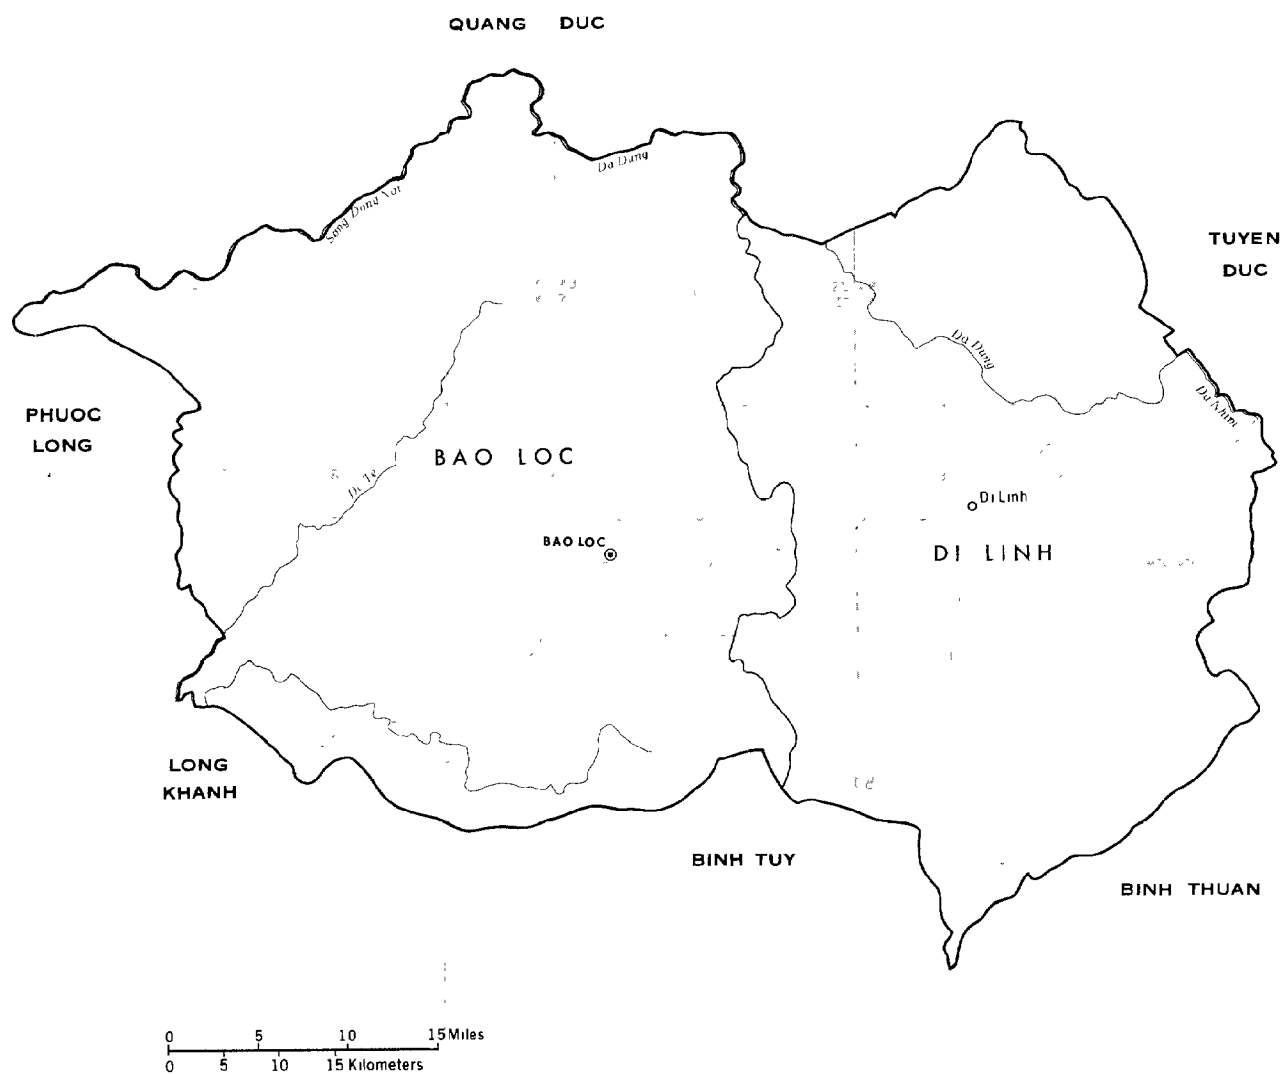 QUANG DUC
Da Dung
Song Dong Nai
TUYEN
DUC
Da Dung
Da Nhim
PHUOC
LONG
BAO LOC
Da Te
Di Linh
BAO LOC
DI LINH
LONG
KHANH
BINH TUY
BINH THUAN
0 5 10 15 Miles
0 5 10 15 Kilometers